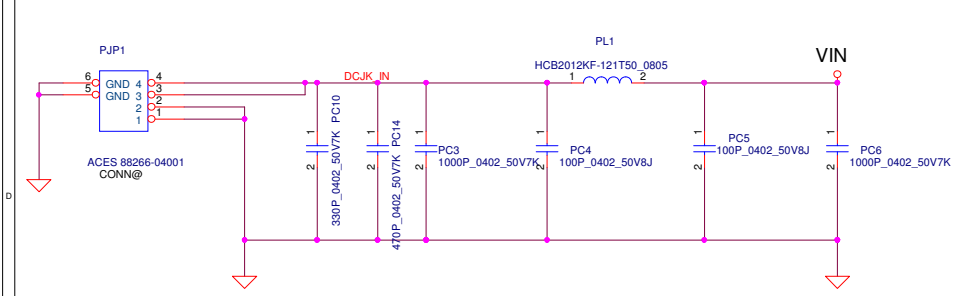 PJP1
6
5
GND 4
GND 3
2
1
4
3
2
1
ACES 88266-04001
CONN@
DCJK_IN
1
2
330P_0402_50V7K PC10
1
2
470P_0402_50V7K PC14
1
2
PC3
1000P_0402_50V7K
1
2
PC4
100P_0402_50V8J
PL1
HCB2012KF-121T50_0805
1
2
1
2
PC5
100P_0402_50V8J
VIN
1
2
PC6
1000P_0402_50V7K
D